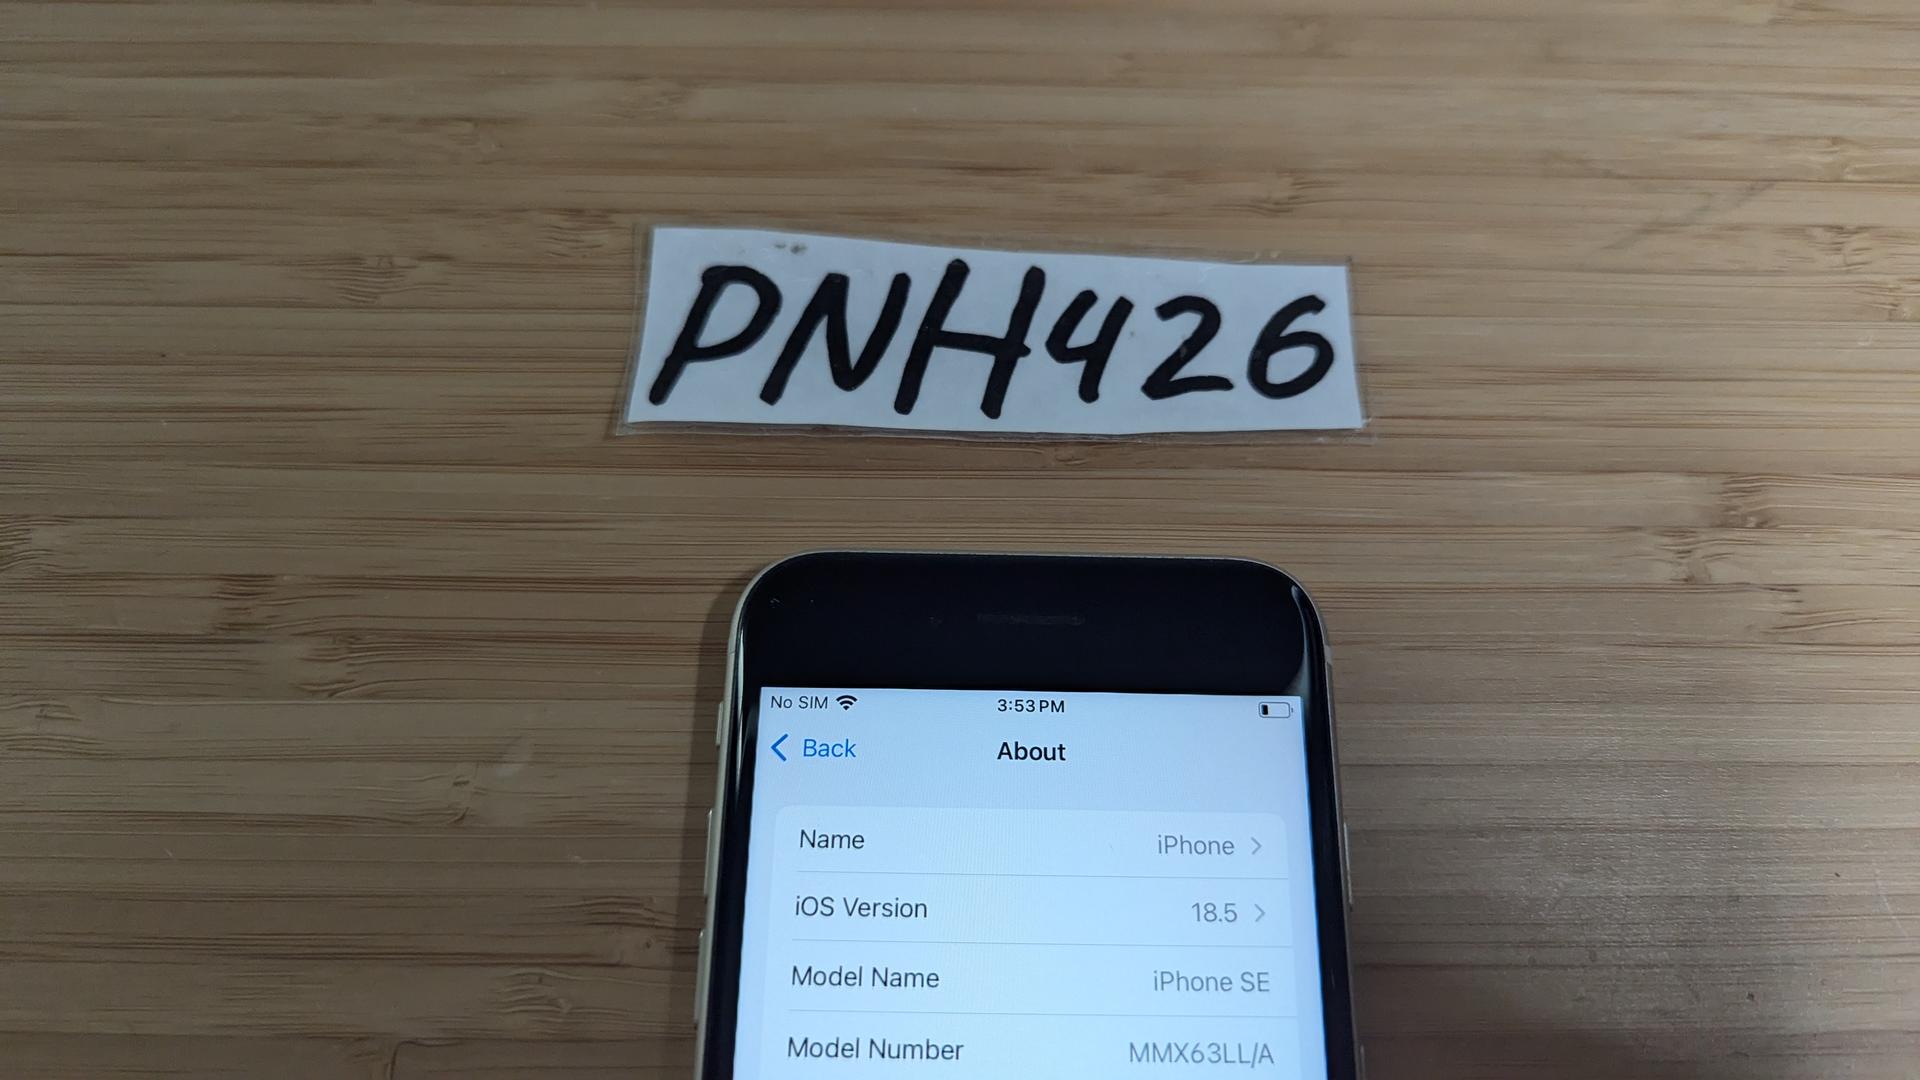 PNH426
No SIM 3:53 PM
Back About
Name iPhone
iOS Version 18.5
Model Name iPhone SE
Model Number MMX63LL/A